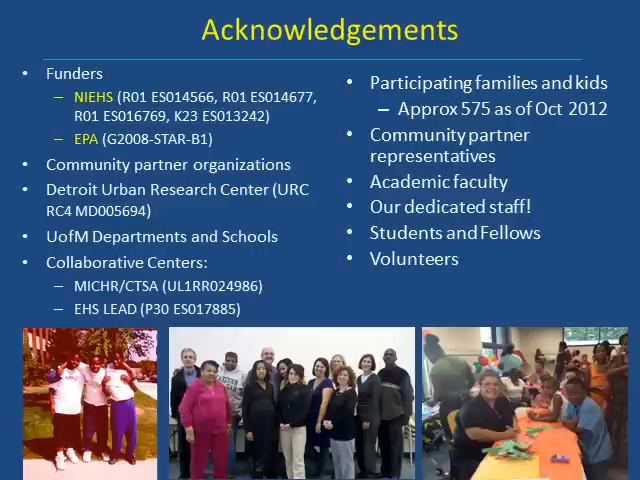 Acknowledgements
• Funders
– NIEHS (R01 ES014566, R01 ES014677,
R01 ES016769, K23 ES013242)
– EPA (G2008-STAR-B1)
• Community partner organizations
• Detroit Urban Research Center (URC
RC4 MD005694)
• UofM Departments and Schools
• Collaborative Centers:
– MICHR/CTSA (UL1RR024986)
– EHS LEAD (P30 ES017885)
• Participating families and kids
– Approx 575 as of Oct 2012
• Community partner
representatives
• Academic faculty
• Our dedicated staff!
• Students and Fellows
• Volunteers